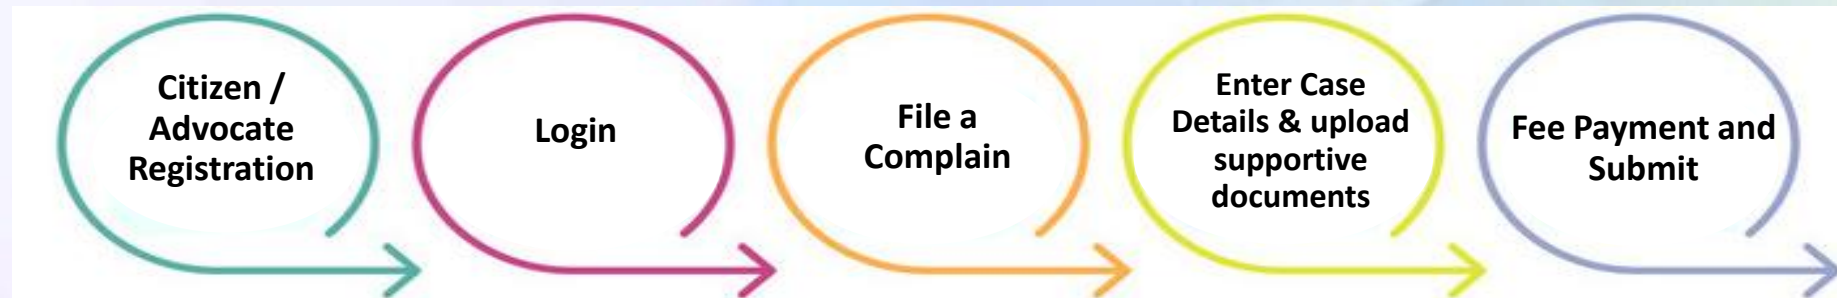 Citizen /
Advocate
Registration
Login
File a
Complain
Enter Case
Details & upload
supportive
documents
Fee Payment and
Submit